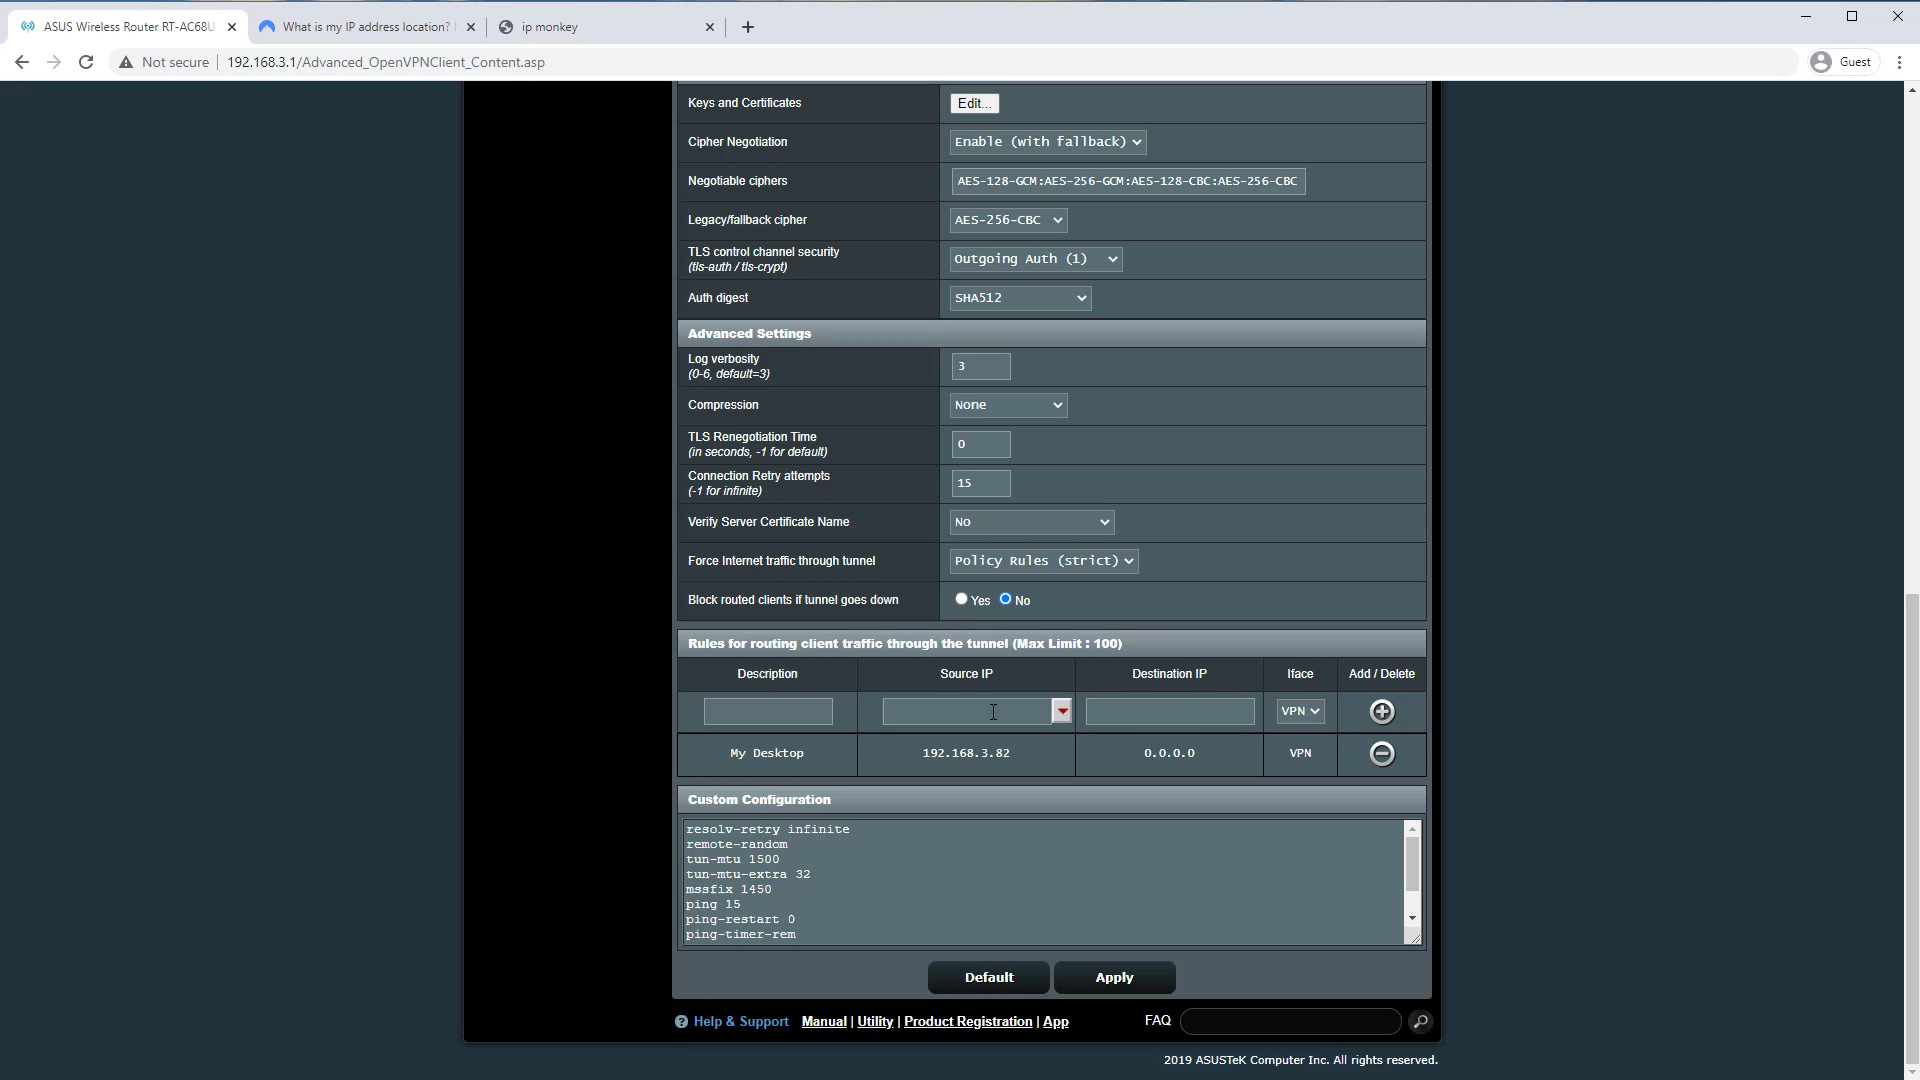 ASUS Wireless Router RT-AC68U
What is my IP address location?
ip monkey
Not secure
192.168.3.1/Advanced_OpenVPNClient_Content.asp
Guest
Keys and Certificates
Edit...
Cipher Negotiation
Enable (with fallback)
Negotiable ciphers
AES-128-GCM:AES-256-GCM:AES-128-CBC:AES-256-CBC
Legacy/fallback cipher
AES-256-CBC
TLS control channel security
(tls-auth / tls-crypt)
Outgoing Auth (1)
Auth digest
SHA512
Advanced Settings
Log verbosity
(0-6, default=3)
3
Compression
None
TLS Renegotiation Time
(in seconds, -1 for default)
0
Connection Retry attempts
(-1 for infinite)
15
Verify Server Certificate Name
No
Force Internet traffic through tunnel
Policy Rules (strict)
Block routed clients if tunnel goes down
Yes No
Rules for routing client traffic through the tunnel (Max Limit : 100)
Description Source IP Destination IP Iface Add / Delete
VPN
My Desktop 192.168.3.82 0.0.0.0 VPN
Custom Configuration
resolv-retry infinite
remote-random
tun-mtu 1500
tun-mtu-extra 32
mssfix 1450
ping 15
ping-restart 0
ping-timer-rem
Default Apply
Help & Support Manual | Utility | Product Registration | App FAQ
2019 ASUSTeK Computer Inc. All rights reserved.